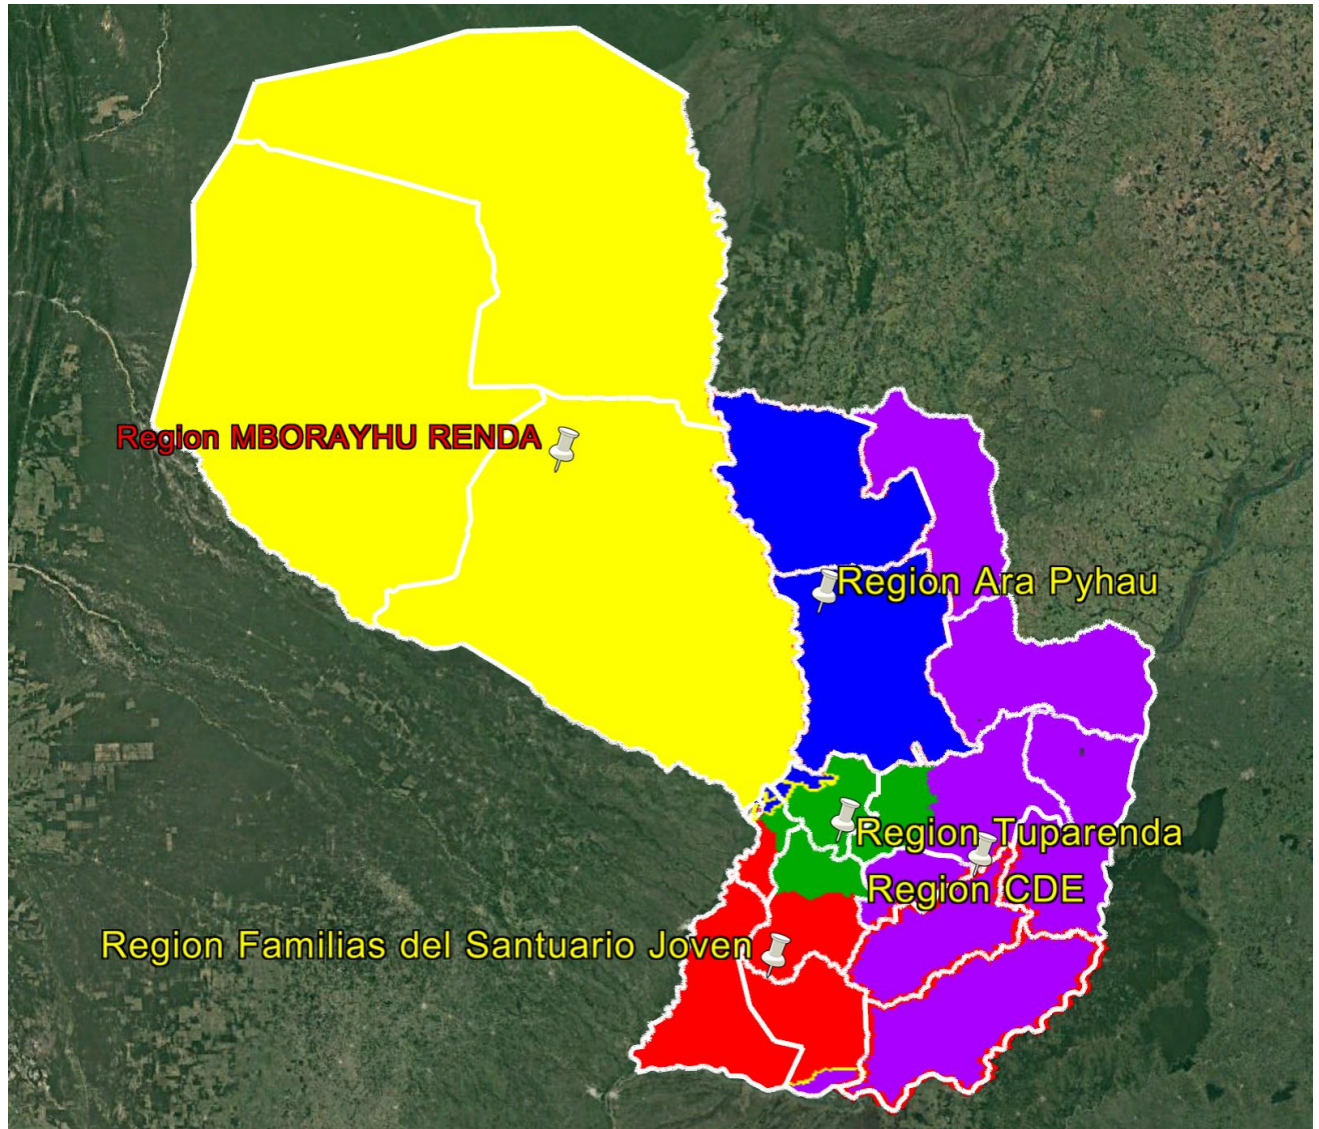 Region MBORAYHU RENDA
Region Ara Pyhau
Region Tuparenda
Region CDE
Region Familias del Santuario Joven